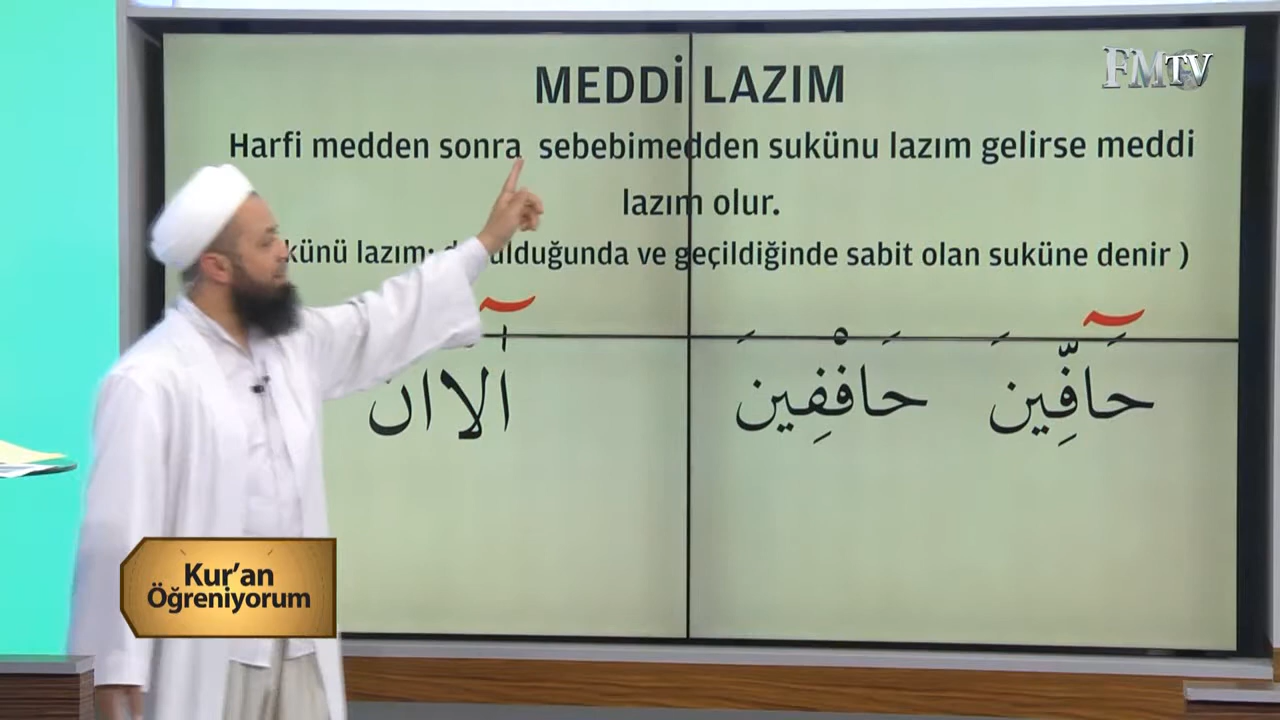 FMTV
MEDDİ LAZIM
Harfi medden sonra sebebimedden sukünu lazım gelirse meddi
lazım olur.
lazım: ve geçildiğinde sabit olan suküne denir )
حَآفِّينَ حَافْفِينَ
اَلْاٰنَ
Kur'an
Öğreniyorum